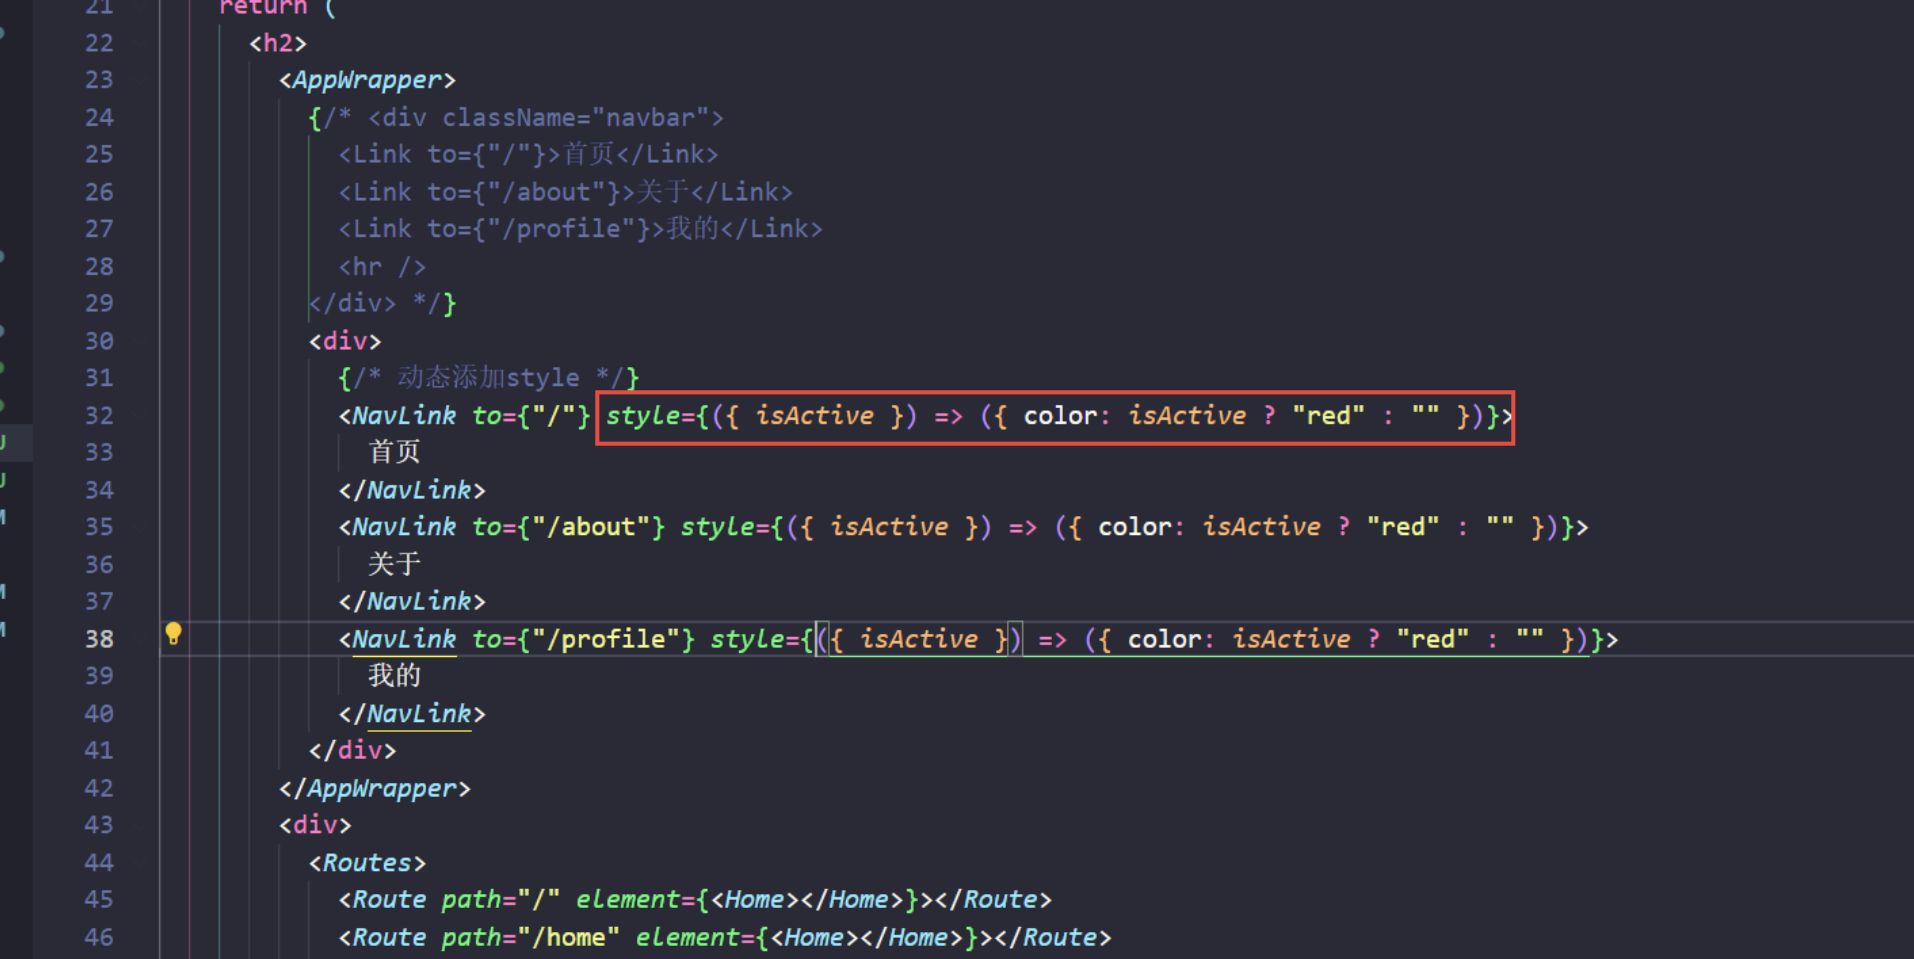 21 return (
22 <h2>
23 <AppWrapper>
24 {/* <div className="navbar">
25 <Link to={"/"}>首页</Link>
26 <Link to={"/about"}>关于</Link>
27 <Link to={"/profile"}>我的</Link>
28 <hr />
29 </div> */}
30 <div>
31 {/* 动态添加style */}
32 <NavLink to={"/"} style={({ isActive }) => ({ color: isActive ? "red" : "" })}>
33 首页
34 </NavLink>
35 <NavLink to={"/about"} style={({ isActive }) => ({ color: isActive ? "red" : "" })}>
36 关于
37 </NavLink>
38 <NavLink to={"/profile"} style={({ isActive }) => ({ color: isActive ? "red" : "" })}>
39 我的
40 </NavLink>
41 </div>
42 </AppWrapper>
43 <div>
44 <Routes>
45 <Route path="/" element={<Home></Home>}></Route>
46 <Route path="/home" element={<Home></Home>}></Route>